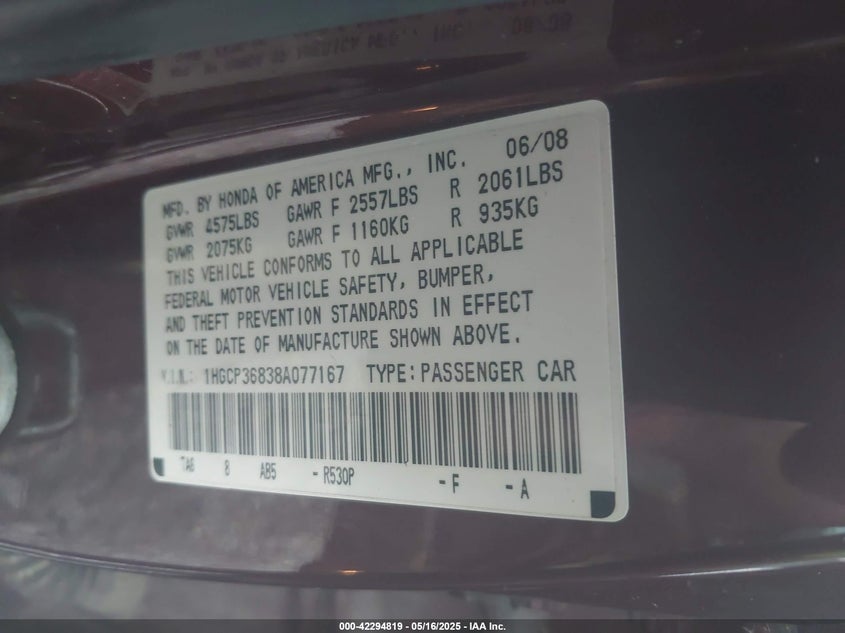 MFD. BY HONDA OF AMERICA MFG., INC. 06/08
GVWR 4575LBS GAWR F 2557LBS R 2061LBS
GVWR 2075KG GAWR F 1160KG R 935KG
THIS VEHICLE CONFORMS TO ALL APPLICABLE
FEDERAL MOTOR VEHICLE SAFETY, BUMPER,
AND THEFT PREVENTION STANDARDS IN EFFECT
ON THE DATE OF MANUFACTURE SHOWN ABOVE.
V.I.N.: 1HGCP36838A077167 TYPE: PASSENGER CAR
TA6 8 AB5 - R530P - F - A
000-42294819 - 05/16/2025 - IAA Inc.